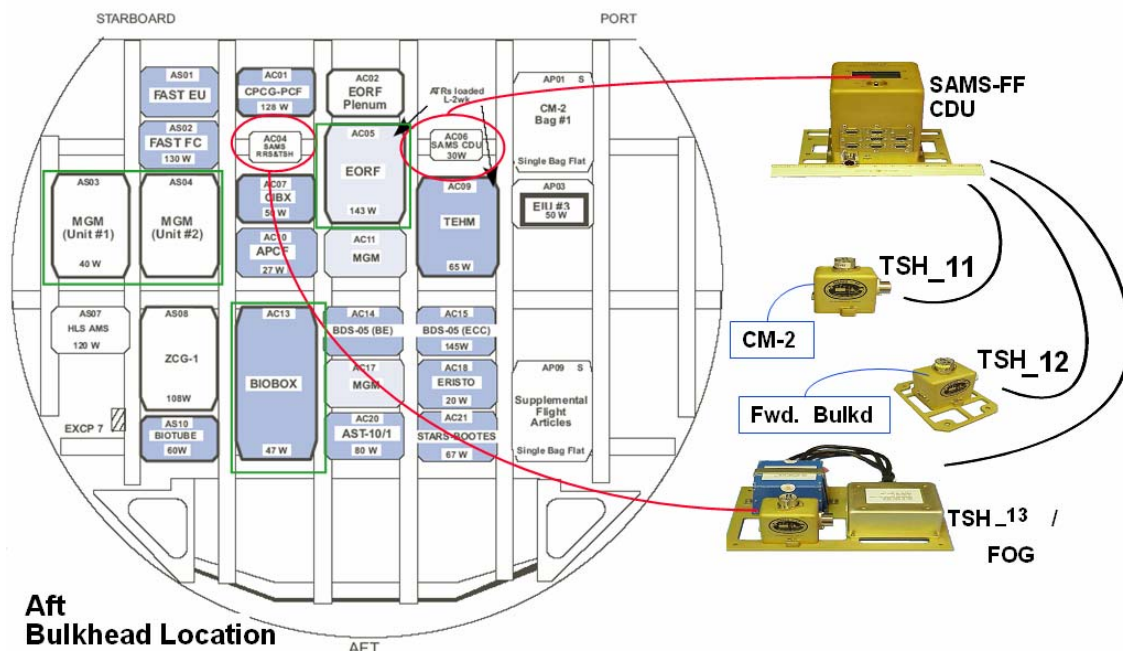 STARBOARD
PORT
AS01
FAST EU
AC01
CPCG-PCF
128 W
AC02
EORF
Plenum
ATRs loaded
L-2wk
AP01 S
CM-2
Bag #1
Single Bag Flat
AS02
FAST FC
130 W
AC04
SAMS
RRS&TSH
AC05
EORF
143 W
AC06
SAMS CDU
30W
AS03
MGM
(Unit #1)
40 W
AS04
MGM
(Unit #2)
AC07
CIBX
50 W
AC09
TEHM
65 W
AP03
EIU #3
50 W
AC10
APCF
27 W
AC11
MGM
AS07
HLS AMS
120 W
AS08
ZCG-1
108W
AC13
BIOBOX
47 W
AC14
BDS-05 (BE)
AC15
BDS-05 (ECC)
145W
AC17
MGM
AC18
ERISTO
20 W
AP09 S
Supplemental
Flight
Articles
Single Bag Flat
EXCP 7
AS10
BIOTUBE
60W
AC20
AST-10/1
80 W
AC21
STARS-BOOTES
67 W
Aft
Bulkhead Location
AFT
SAMS-FF
CDU
TSH_11
CM-2
TSH_12
Fwd. Bulkd
TSH_13 /
FOG